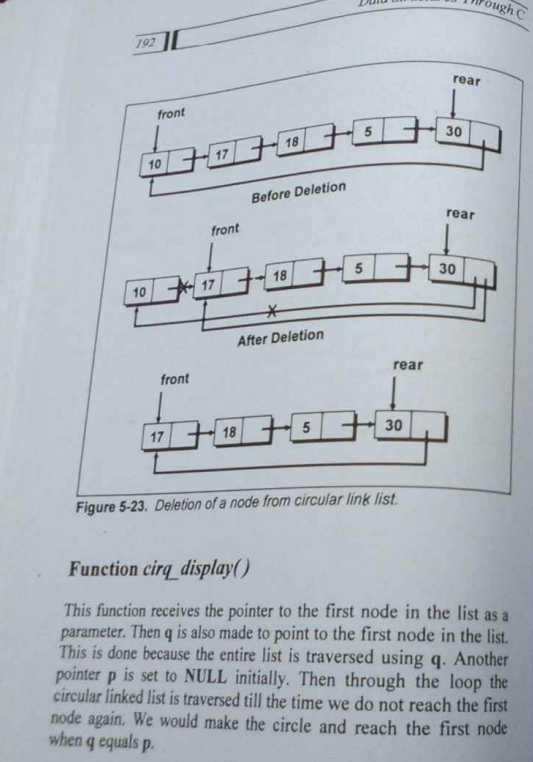 Data Structures Through C
192
front
rear
10
17
18
5
30
Before Deletion
front
rear
10
17
18
5
30
After Deletion
front
rear
17
18
5
30
Figure 5-23. Deletion of a node from circular link list.
Function cirq_display()
This function receives the pointer to the first node in the list as a
parameter. Then q is also made to point to the first node in the list.
This is done because the entire list is traversed using q. Another
pointer p is set to NULL initially. Then through the loop the
circular linked list is traversed till the time we do not reach the first
node again. We would make the circle and reach the first node
when q equals p.